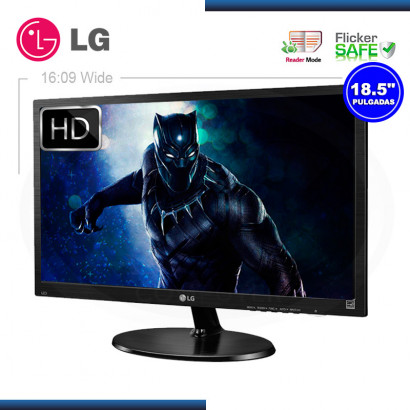 LG
Reader Mode
Flicker
SAFE
16:09 Wide
18.5"
PULGADAS
HD
LG